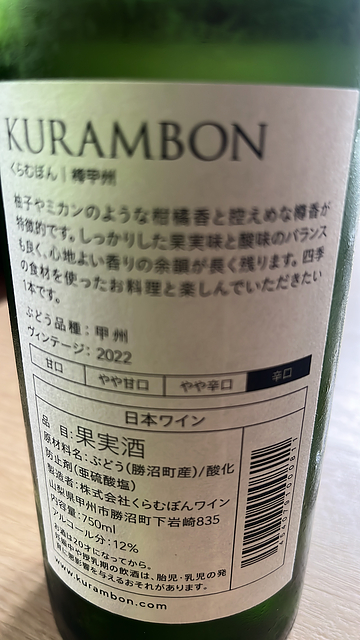 KURAMBON
くらむぼん | 樽甲州
柚子やミカンのような柑橘香と控えめな樽香が
特徴的です。しっかりした果実味と酸味のバランス
も良く、心地よい香りの余韻が長く残ります。四季
の食材を使ったお料理と楽しんでいただきたい
1本です。
ぶどう品種：甲州
ヴィンテージ：2022
甘口 やや甘口 やや辛口 辛口
日本ワイン
品 目：果実酒
原材料名：ぶどう（勝沼町産）/酸化
防止剤（亜硫酸塩）
製造者：株式会社くらむぼんワイン
山梨県甲州市勝沼町下岩崎835
内容量：750ml
アルコール分：12%
お酒は20才になってから。
妊娠中や授乳期の飲酒は、胎児・乳児の発
育に悪影響を与えるおそれがあります。
www.kurambon.com